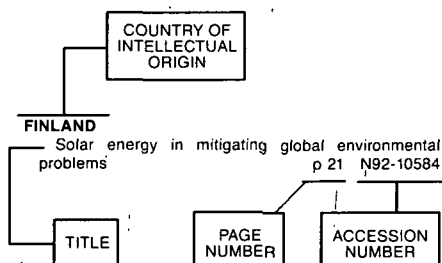 COUNTRY OF
INTELLECTUAL
ORIGIN
FINLAND
Solar energy in mitigating global environmental
problems p 21 N92-10584
TITLE
PAGE
NUMBER
ACCESSION
NUMBER